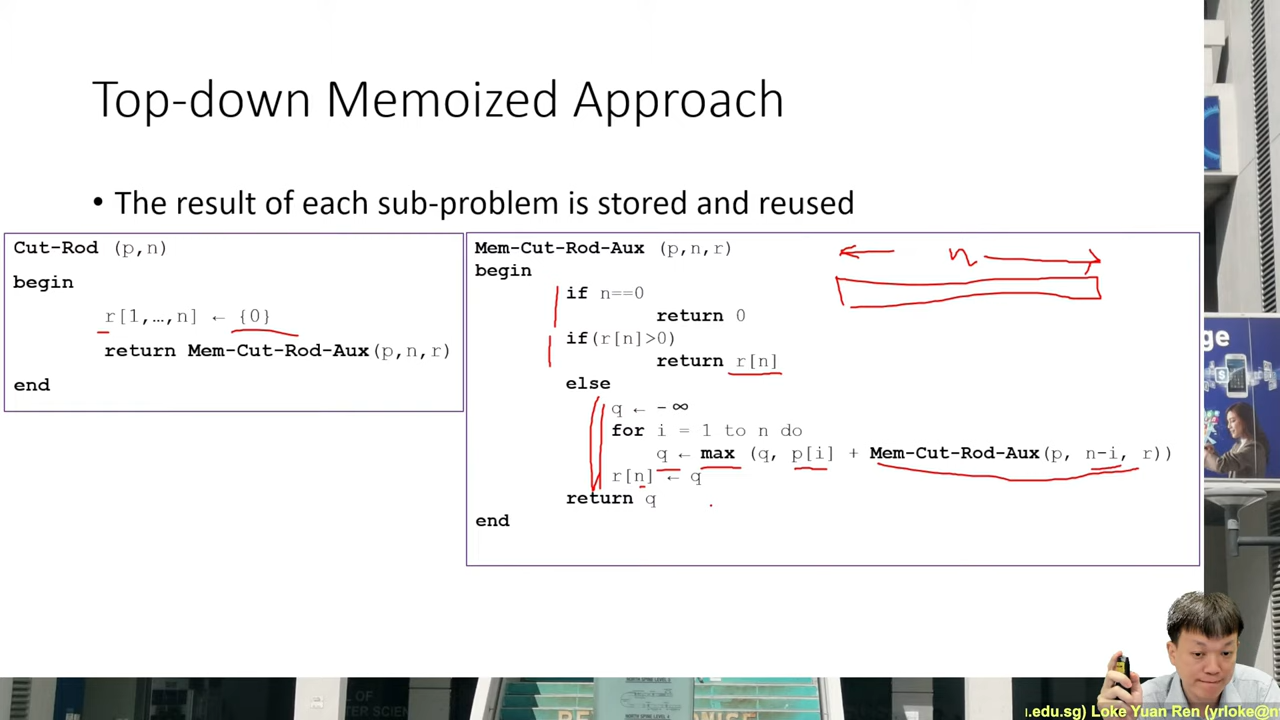 Top-down Memoized Approach
• The result of each sub-problem is stored and reused
Cut-Rod (p,n)
begin
r[1,…,n] ← {0}
return Mem-Cut-Rod-Aux(p,n,r)
end
Mem-Cut-Rod-Aux (p,n,r)
begin
if n==0
return 0
if(r[n]>0)
return r[n]
else
q ← -∞
for i = 1 to n do
q ← max (q, p[i] + Mem-Cut-Rod-Aux(p, n-i, r))
r[n] ← q
return q
end
n
ge
.edu.sg) Loke Yuan Ren (yrloke@n